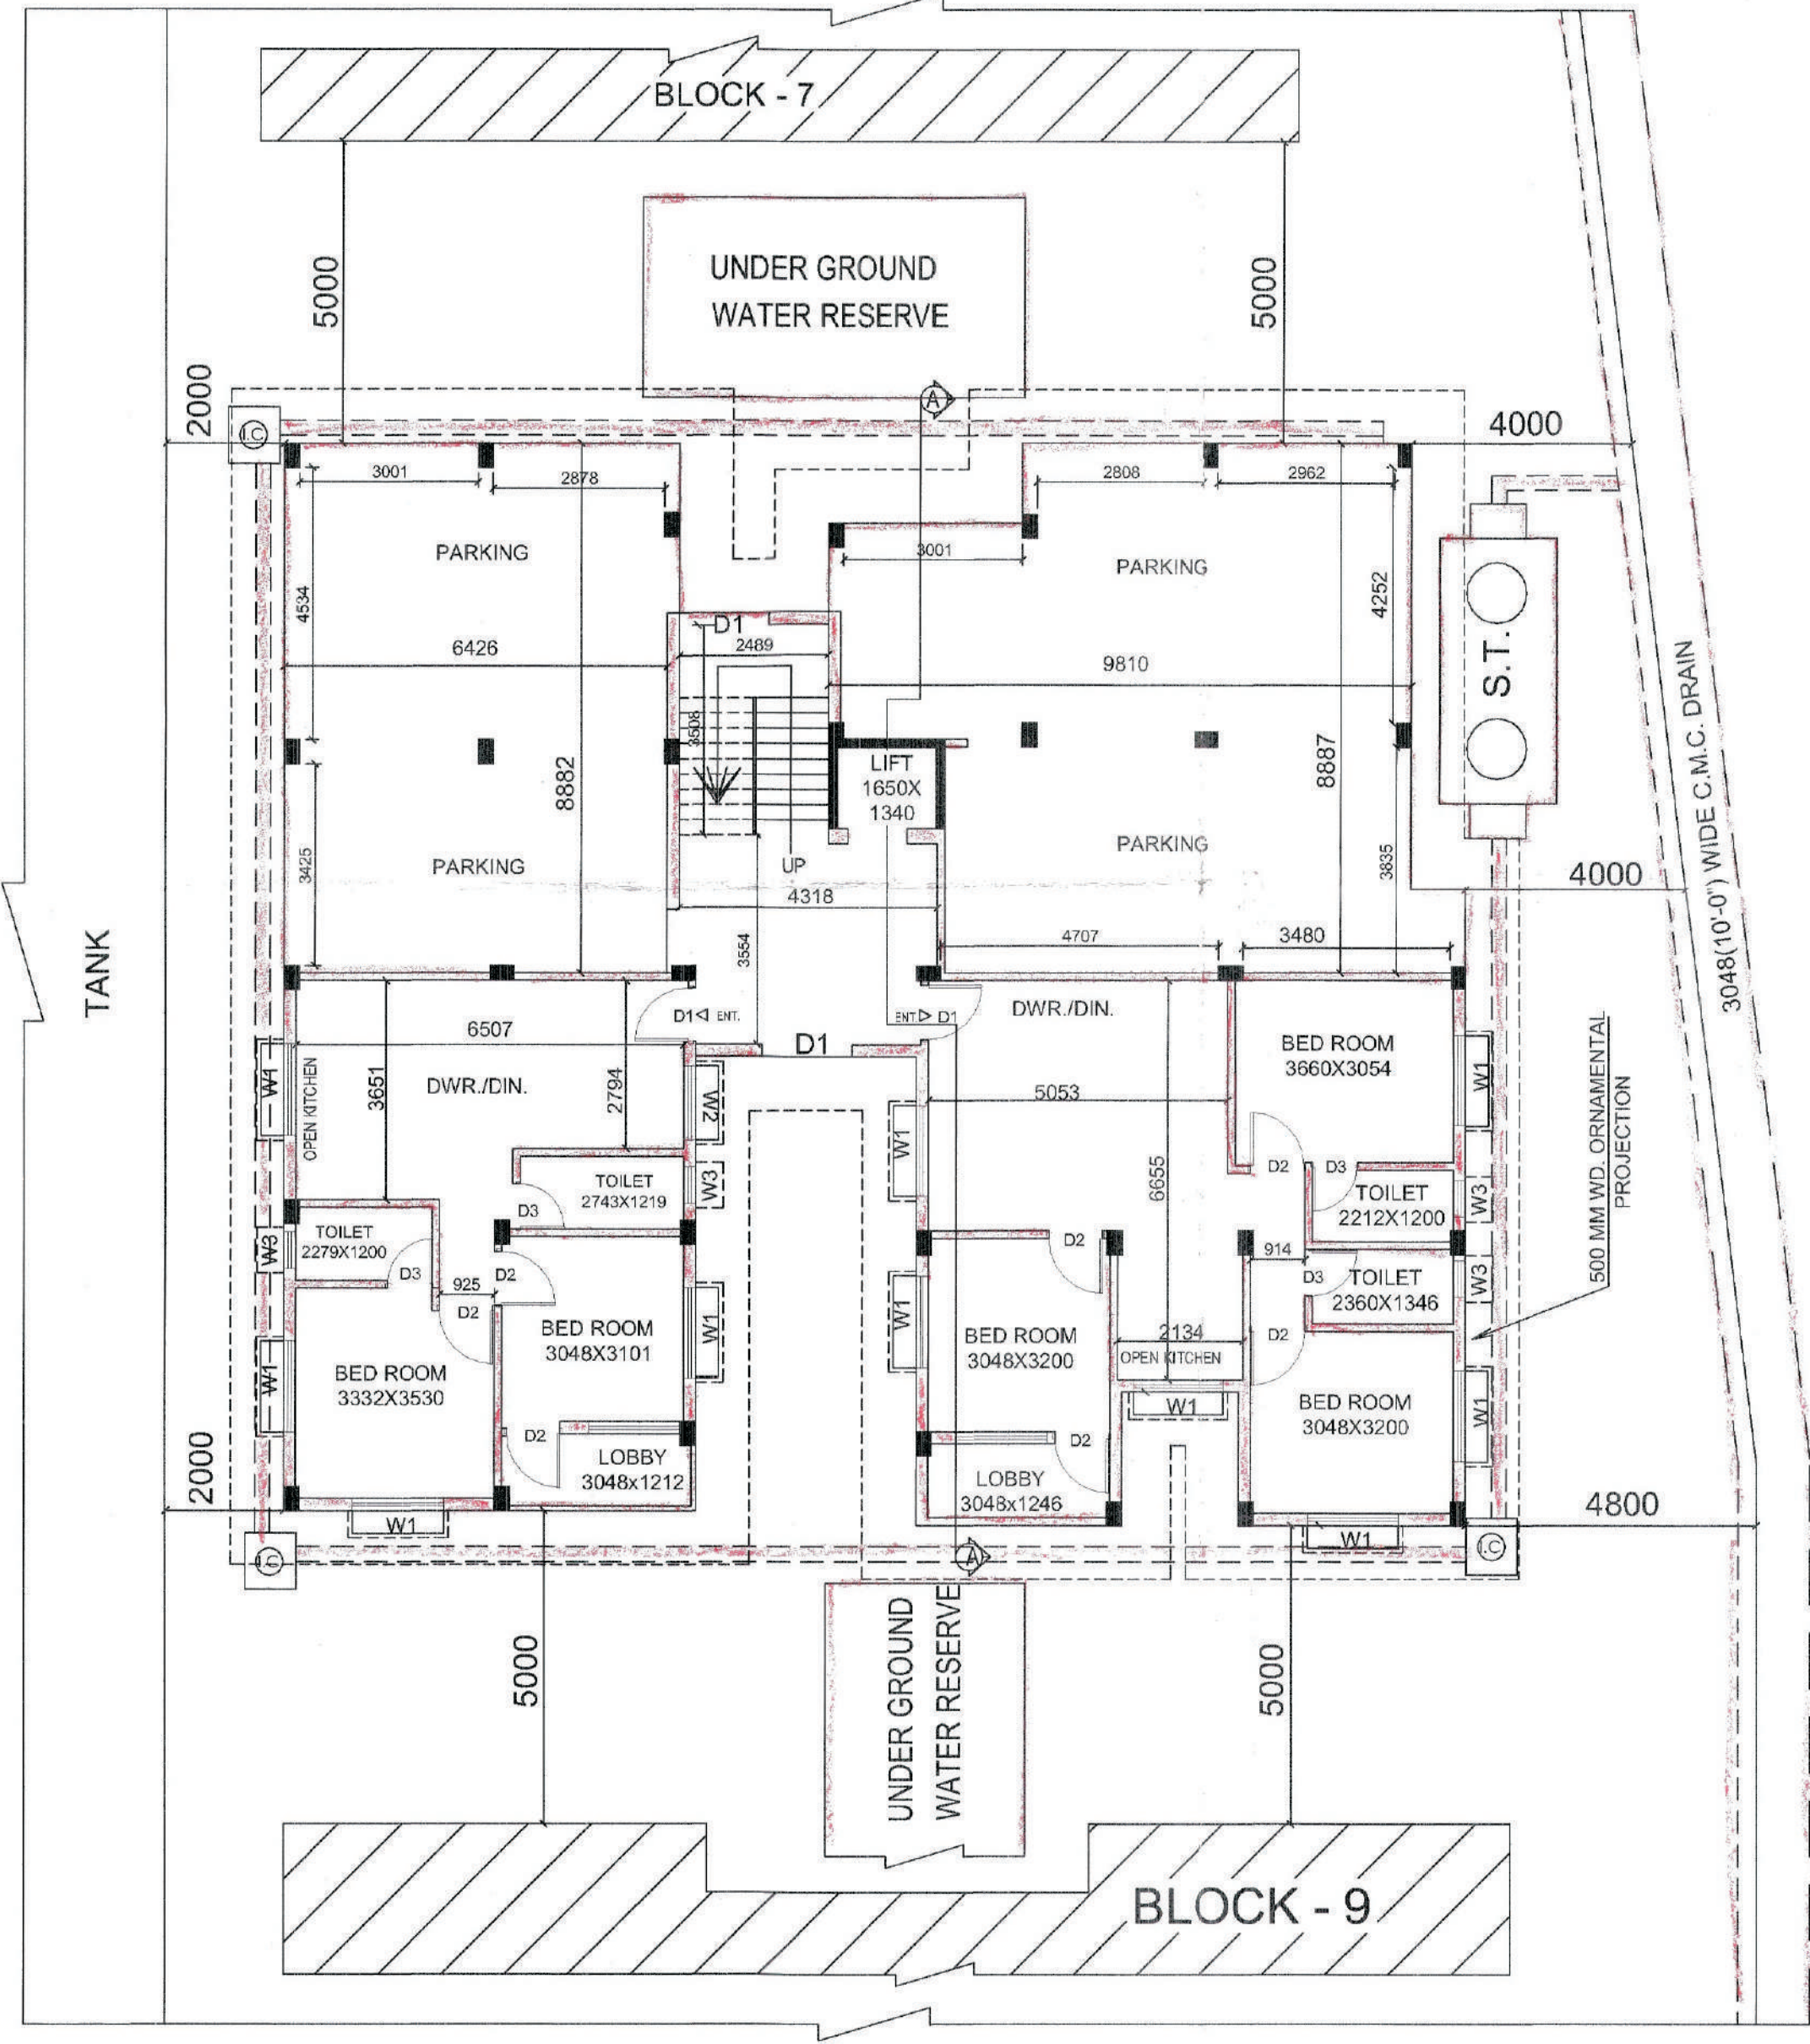 BLOCK - 7
UNDER GROUND
WATER RESERVE
5000
5000
2000
4000
I.C
A
3001
2878
2808
2962
3001
PARKING
PARKING
4534
4252
D1
2489
6426
9810
S.T.
3508
8882
8887
LIFT
1650X
1340
PARKING
PARKING
3425
3835
UP
4318
4000
3048(10'-0") WIDE C.M.C. DRAIN
TANK
3554
4707
3480
D1 ENT.
ENT. D1
D1
DWR./DIN.
6507
BED ROOM
3660X3054
W1
OPEN KITCHEN
3651
DWR./DIN.
2794
W2
W1
5053
W1
500 MM WD. ORNAMENTAL
PROJECTION
TOILET
2743X1219
W3
D3
6655
D2
D3
TOILET
2212X1200
W3
TOILET
2279X1200
W3
D3
925
D2
D2
D2
914
D3
TOILET
2360X1346
W3
BED ROOM
3048X3101
W1
W1
BED ROOM
3048X3200
2134
OPEN KITCHEN
D2
BED ROOM
3332X3530
W1
W1
BED ROOM
3048X3200
W1
D2
LOBBY
3048x1212
D2
LOBBY
3048x1246
2000
4800
W1
W1
I.C
A
I.C
5000
UNDER GROUND
WATER RESERVE
5000
BLOCK - 9